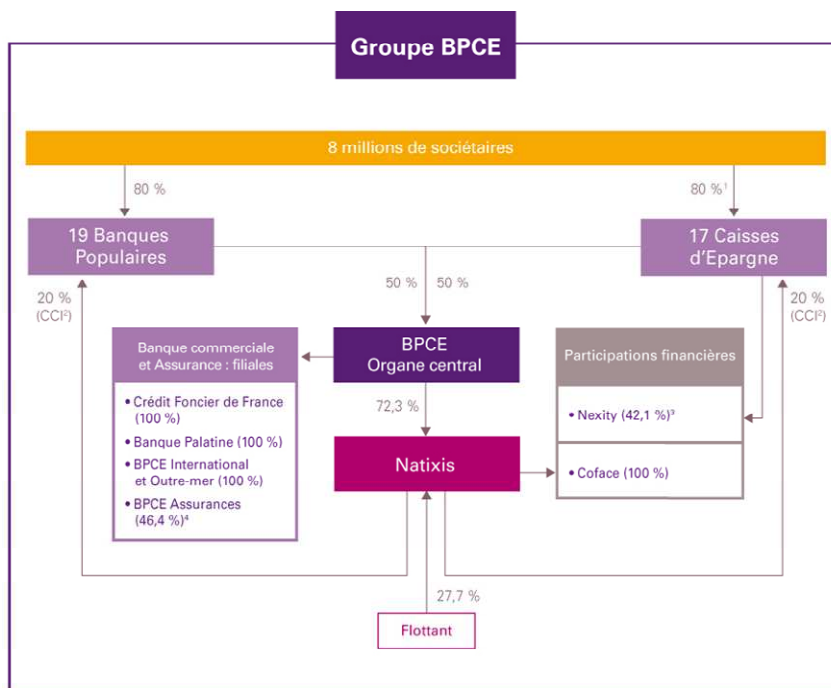 Groupe BPCE
8 millions de sociétaires
80 %
80 %¹
19 Banques
Populaires
17 Caisses
d'Epargne
50 %
50 %
20 %
(CCI²)
20 %
(CCI²)
Banque commerciale
et Assurance : filiales
BPCE
Organe central
Participations financières
• Crédit Foncier de France
(100 %)
• Banque Palatine (100 %)
• BPCE International
et Outre-mer (100 %)
• BPCE Assurances
(46,4 %)⁴
72,3 %
Natixis
• Nexity (42,1 %)³
• Coface (100 %)
27,7 %
Flottant